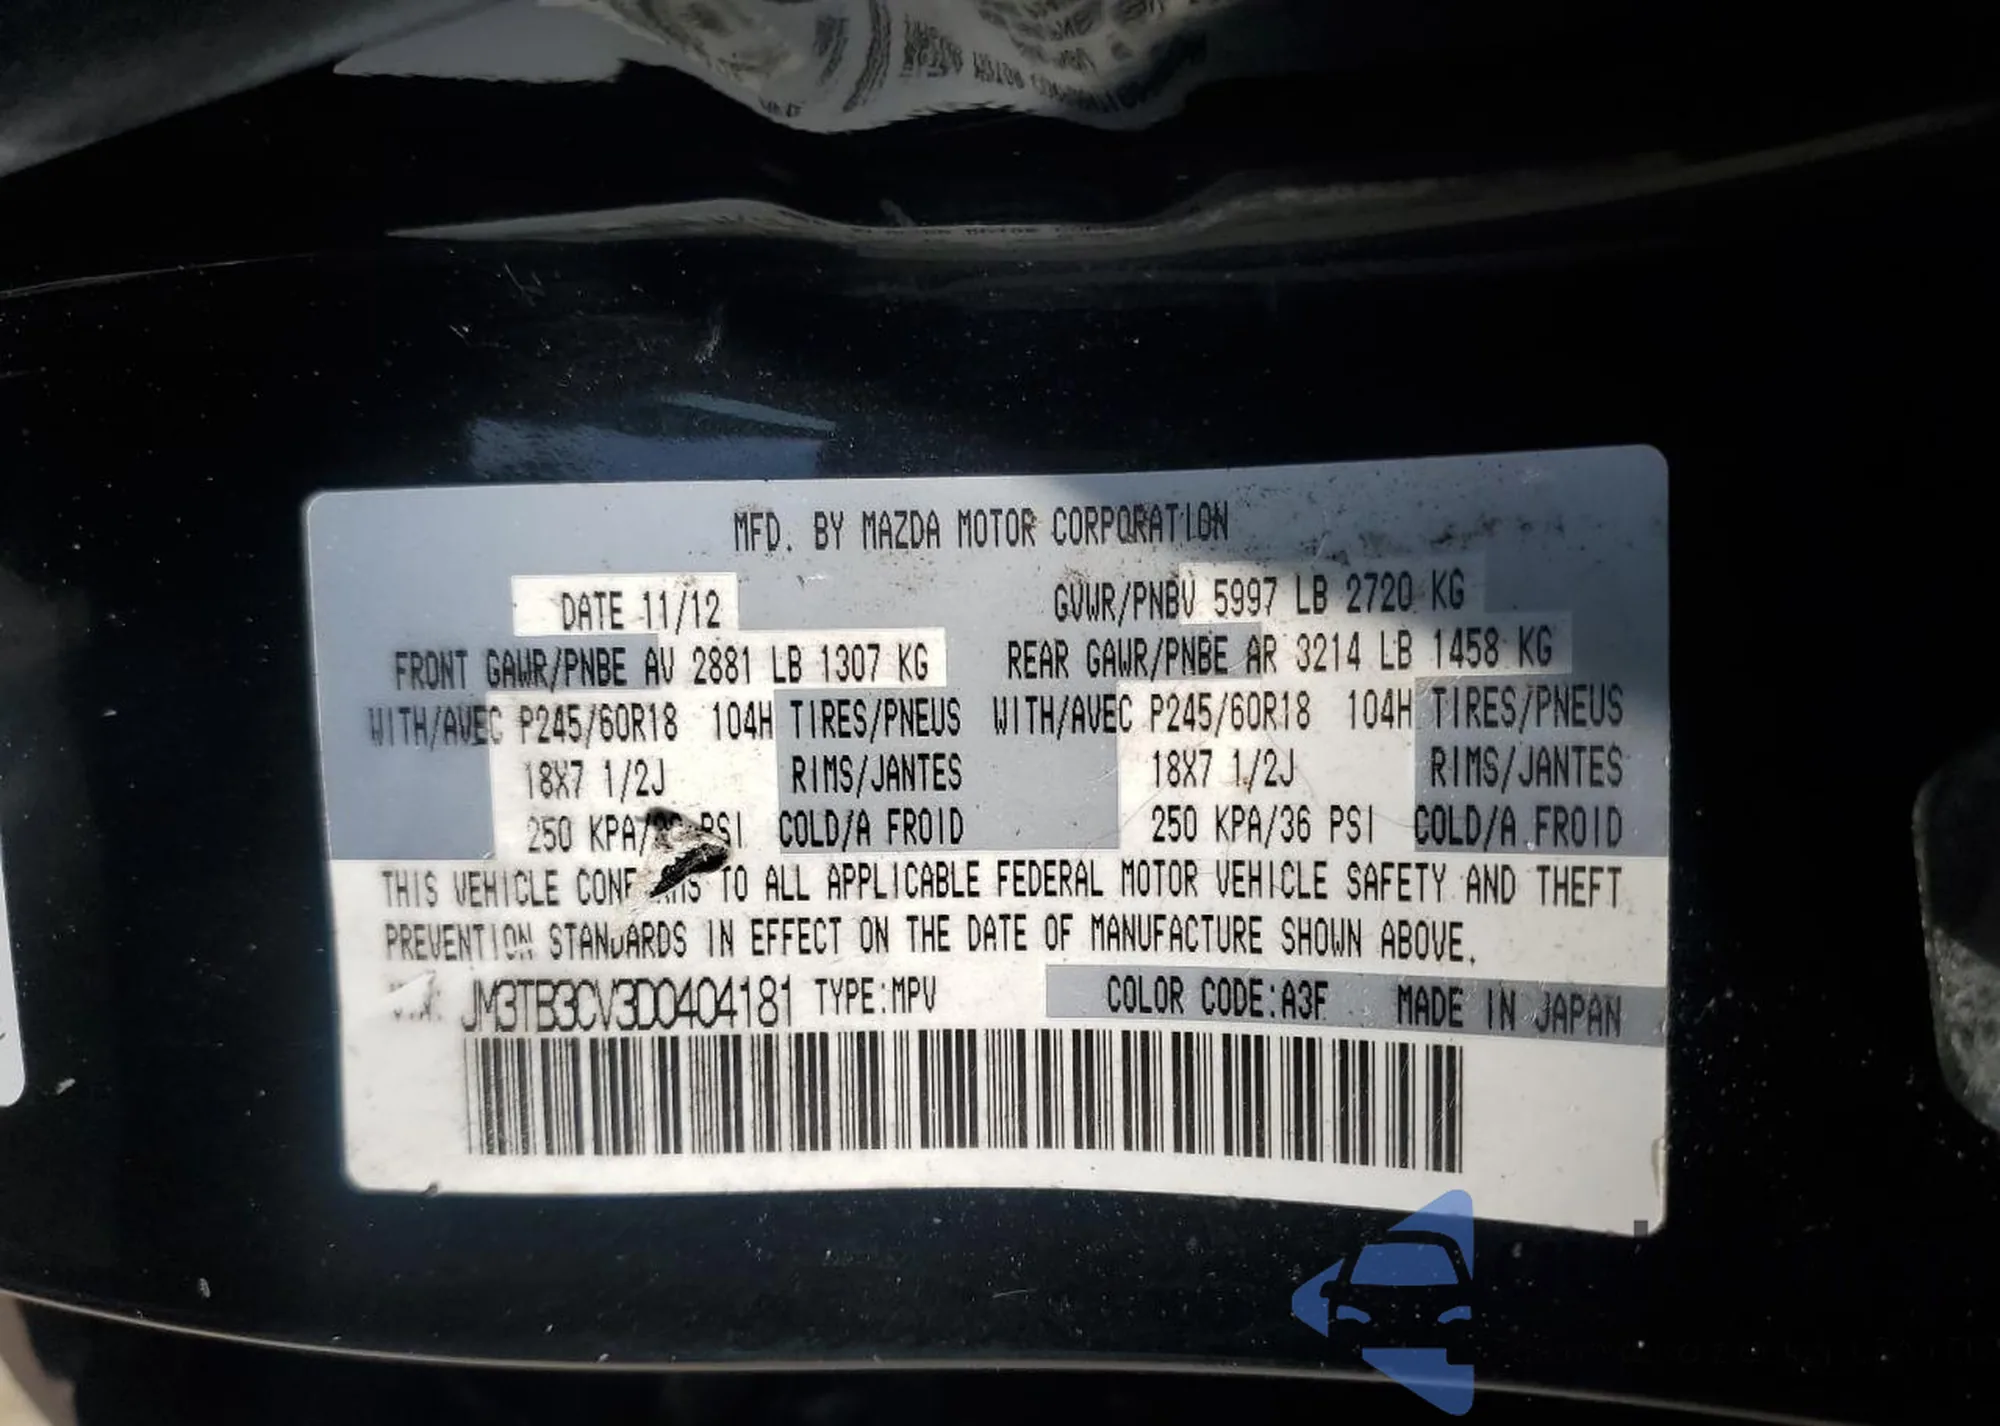 MFD. BY MAZDA MOTOR CORPORATION
DATE 11/12 GVWR/PNBV 5997 LB 2720 KG
FRONT GAWR/PNBE AV 2881 LB 1307 KG REAR GAWR/PNBE AR 3214 LB 1458 KG
WITH/AVEC P245/60R18 104H TIRES/PNEUS WITH/AVEC P245/60R18 104H TIRES/PNEUS
18X7 1/2J RIMS/JANTES 18X7 1/2J RIMS/JANTES
250 KPA/ PSI COLD/A FROID 250 KPA/36 PSI COLD/A FROID
THIS VEHICLE CONFORMS TO ALL APPLICABLE FEDERAL MOTOR VEHICLE SAFETY AND THEFT
PREVENTION STANDARDS IN EFFECT ON THE DATE OF MANUFACTURE SHOWN ABOVE.
JM3TB3CV3D0404181 TYPE:MPV COLOR CODE:A3F MADE IN JAPAN